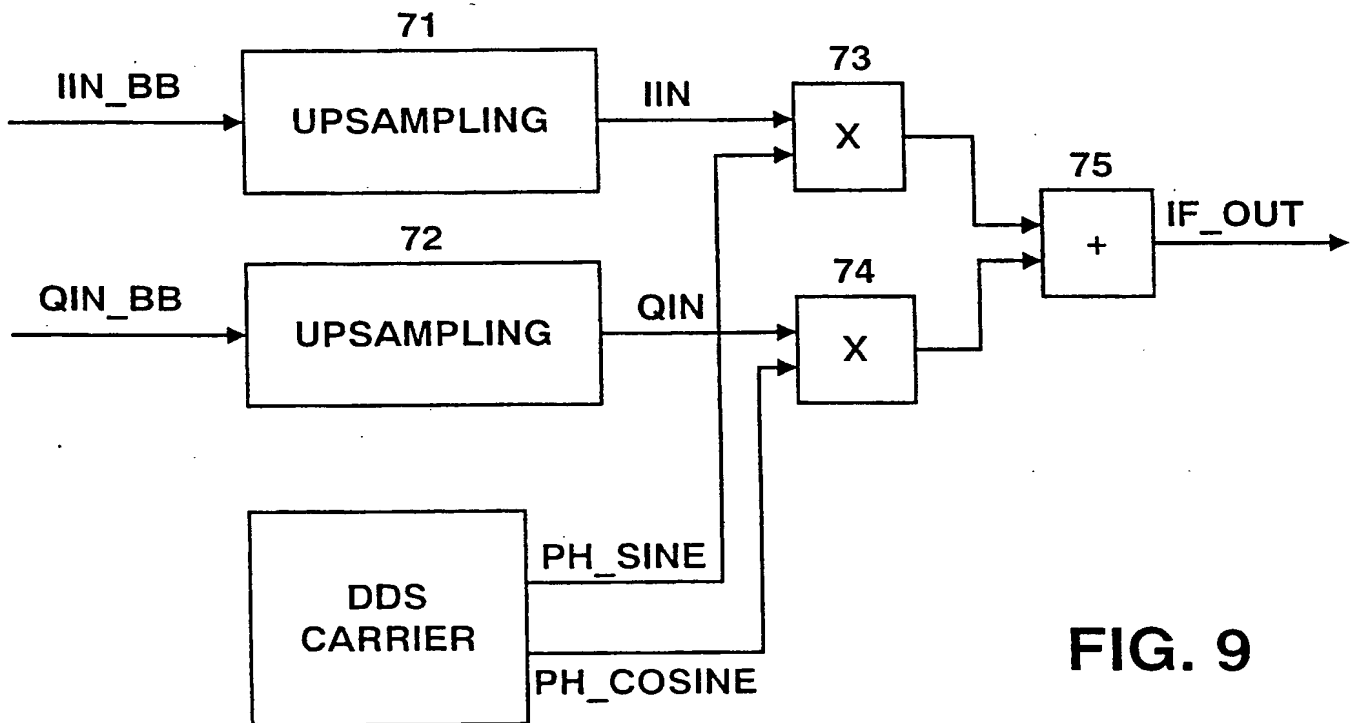 71
IIN_BB
UPSAMPLING
IIN
73
X
75
IF_OUT
+
72
QIN_BB
UPSAMPLING
QIN
74
X
DDS
CARRIER
PH_SINE
PH_COSINE
FIG. 9